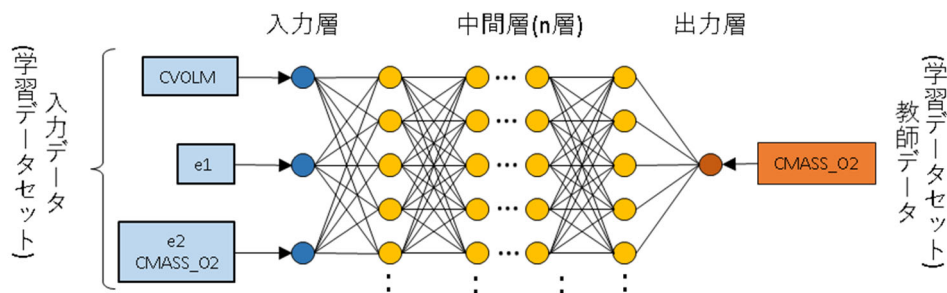 入力層
中間層(n層)
出力層
入力データ
(学習データセット)
CVOLM
e1
e2
CMASS_O2
…
…
…
…
…
CMASS_O2
教師データ
(学習データセット)